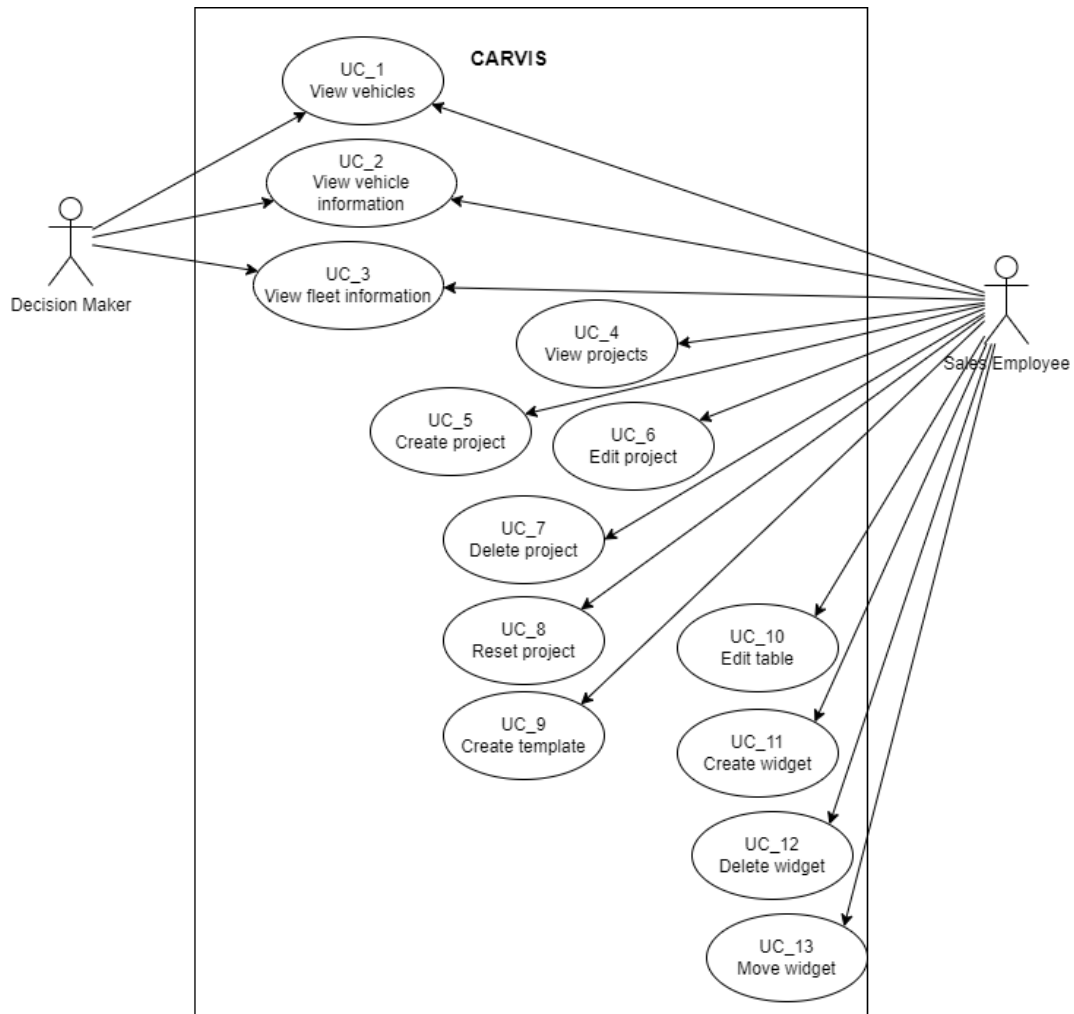 CARVIS
UC_1
View vehicles
UC_2
View vehicle
information
Decision Maker
UC_3
View fleet information
UC_4
View projects
Sales Employee
UC_5
Create project
UC_6
Edit project
UC_7
Delete project
UC_8
Reset project
UC_9
Create template
UC_10
Edit table
UC_11
Create widget
UC_12
Delete widget
UC_13
Move widget